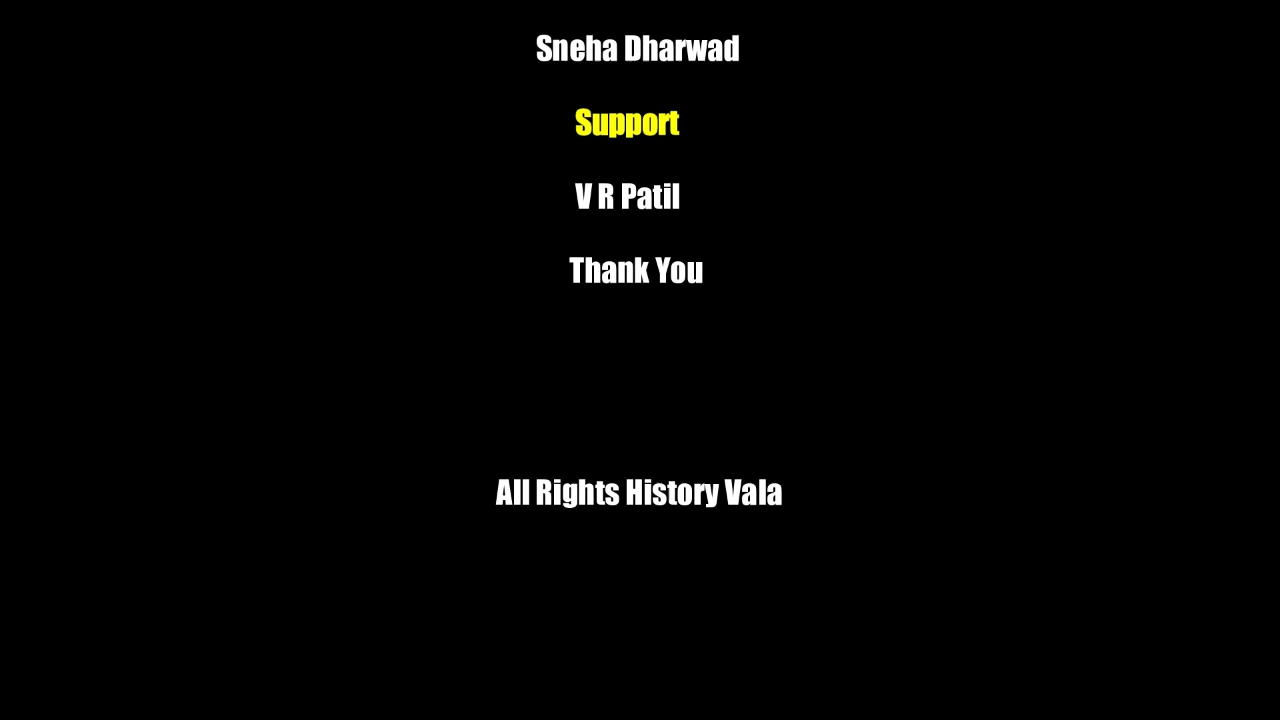 Sneha Dharwad
Support
V R Patil
Thank You
All Rights History Vala